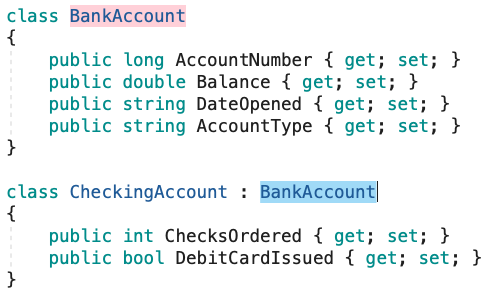 class BankAccount
{
    public long AccountNumber { get; set; }
    public double Balance { get; set; }
    public string DateOpened { get; set; }
    public string AccountType { get; set; }
}
class CheckingAccount : BankAccount
{
    public int ChecksOrdered { get; set; }
    public bool DebitCardIssued { get; set; }
}